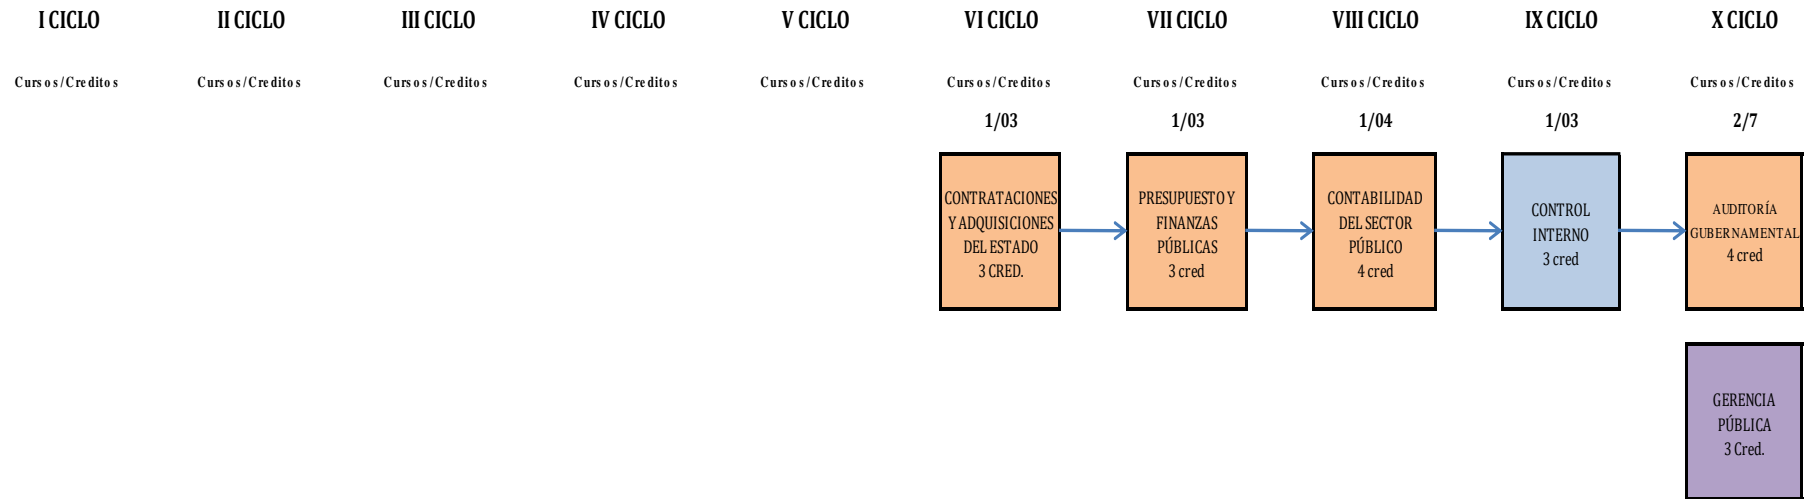 I CICLO II CICLO III CICLO IV CICLO V CICLO VI CICLO VII CICLO VIII CICLO IX CICLO X CICLO
Cursos/Creditos Cursos/Creditos Cursos/Creditos Cursos/Creditos Cursos/Creditos Cursos/Creditos Cursos/Creditos Cursos/Creditos Cursos/Creditos Cursos/Creditos
1/03 1/03 1/04 1/03 2/7
CONTRATACIONES
Y ADQUISICIONES
DEL ESTADO
3 CRED.
PRESUPUESTO Y
FINANZAS
PÚBLICAS
3 cred
CONTABILIDAD
DEL SECTOR
PÚBLICO
4 cred
CONTROL
INTERNO
3 cred
AUDITORÍA
GUBERNAMENTAL
4 cred
GERENCIA
PÚBLICA
3 Cred.